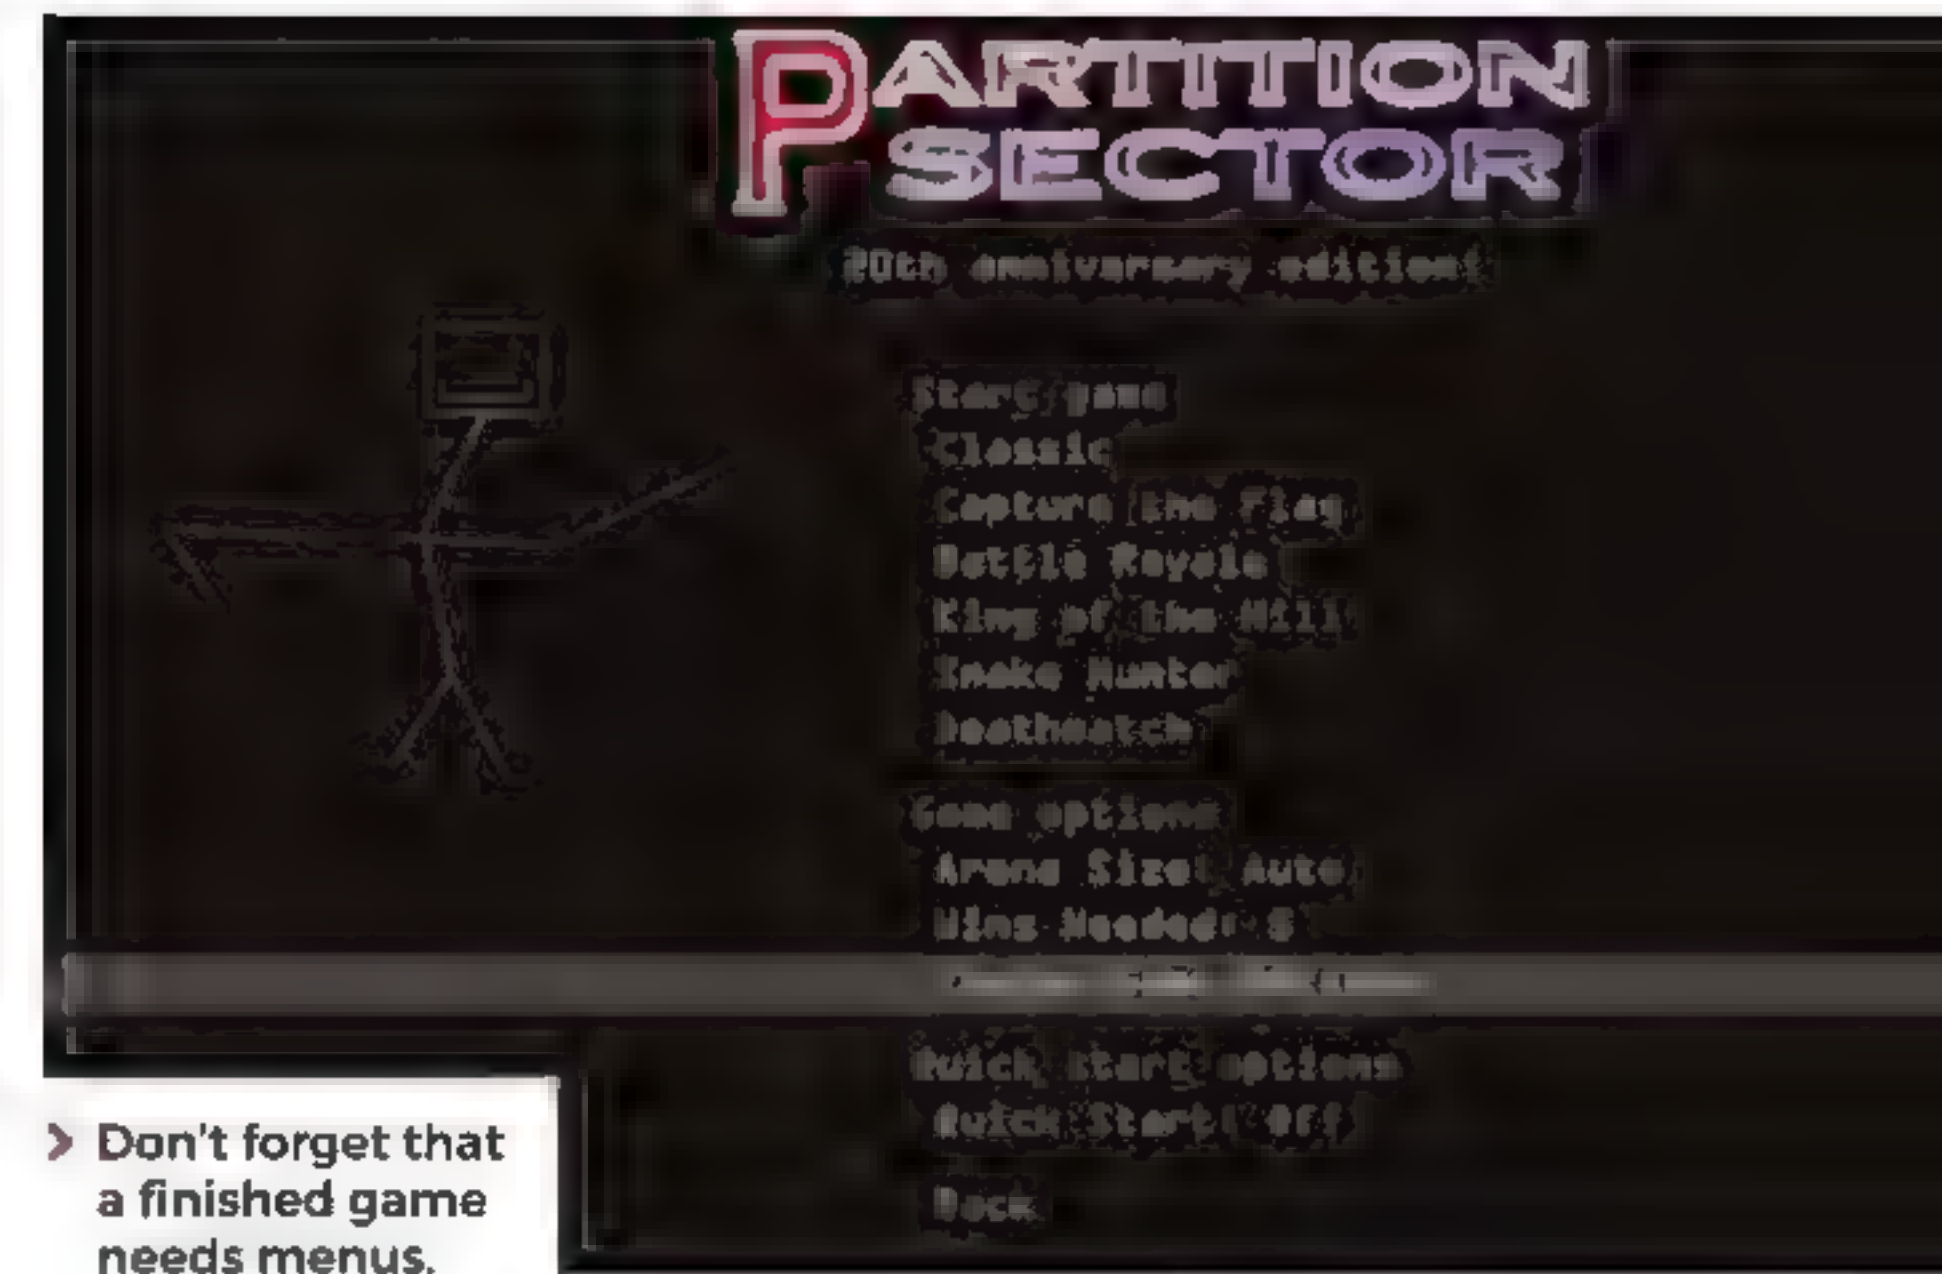 PARTITION
SECTOR
20th anniversary edition!
Start game
Classic
Capture the Flag
Battle Royale
King of the Hill
Snake Hunter
Deathmatch
Game options
Arena Size: Auto
Wins Needed: 5
Quick start options
Quick Start: Off
Back
Don't forget that
a finished game
needs menus.